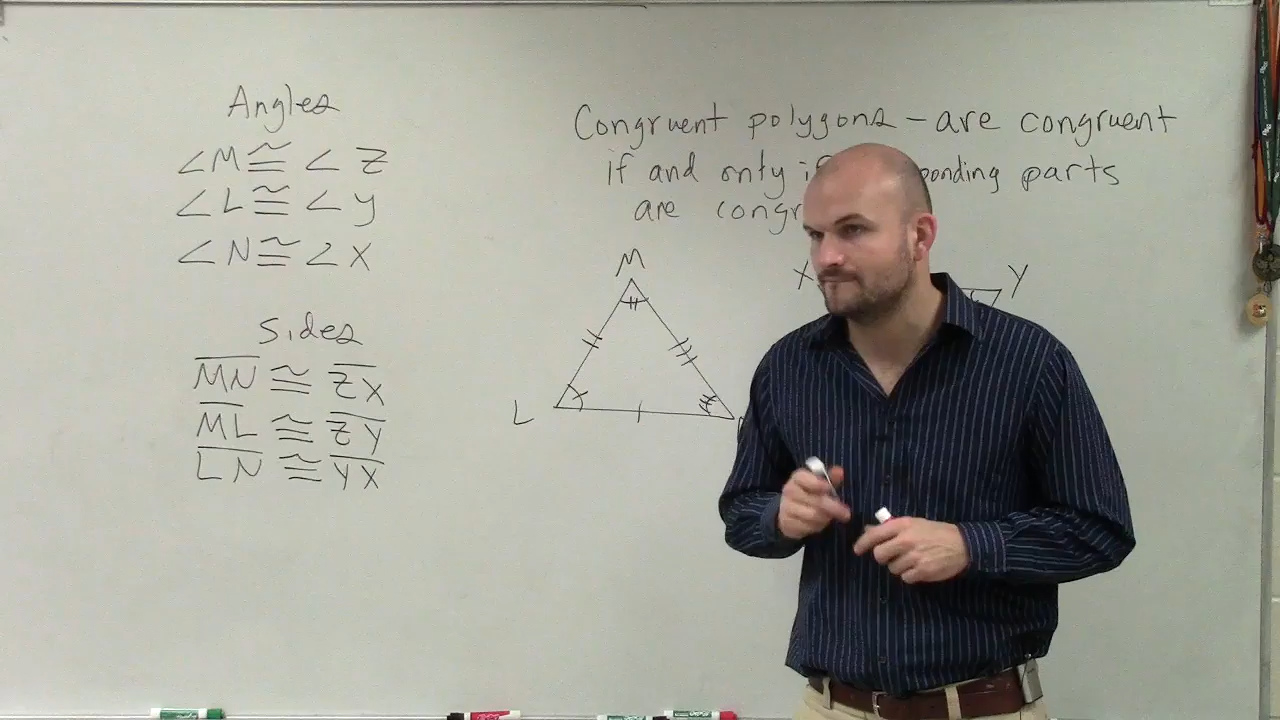 Angles
∠M ≅ ∠Z
∠L ≅ ∠Y
∠N ≅ ∠X
Sides
MN ≅ ZX
ML ≅ ZY
LN ≅ YX
Congruent polygons - are congruent
if and only if ponding parts
are congr
M
X
Y
L